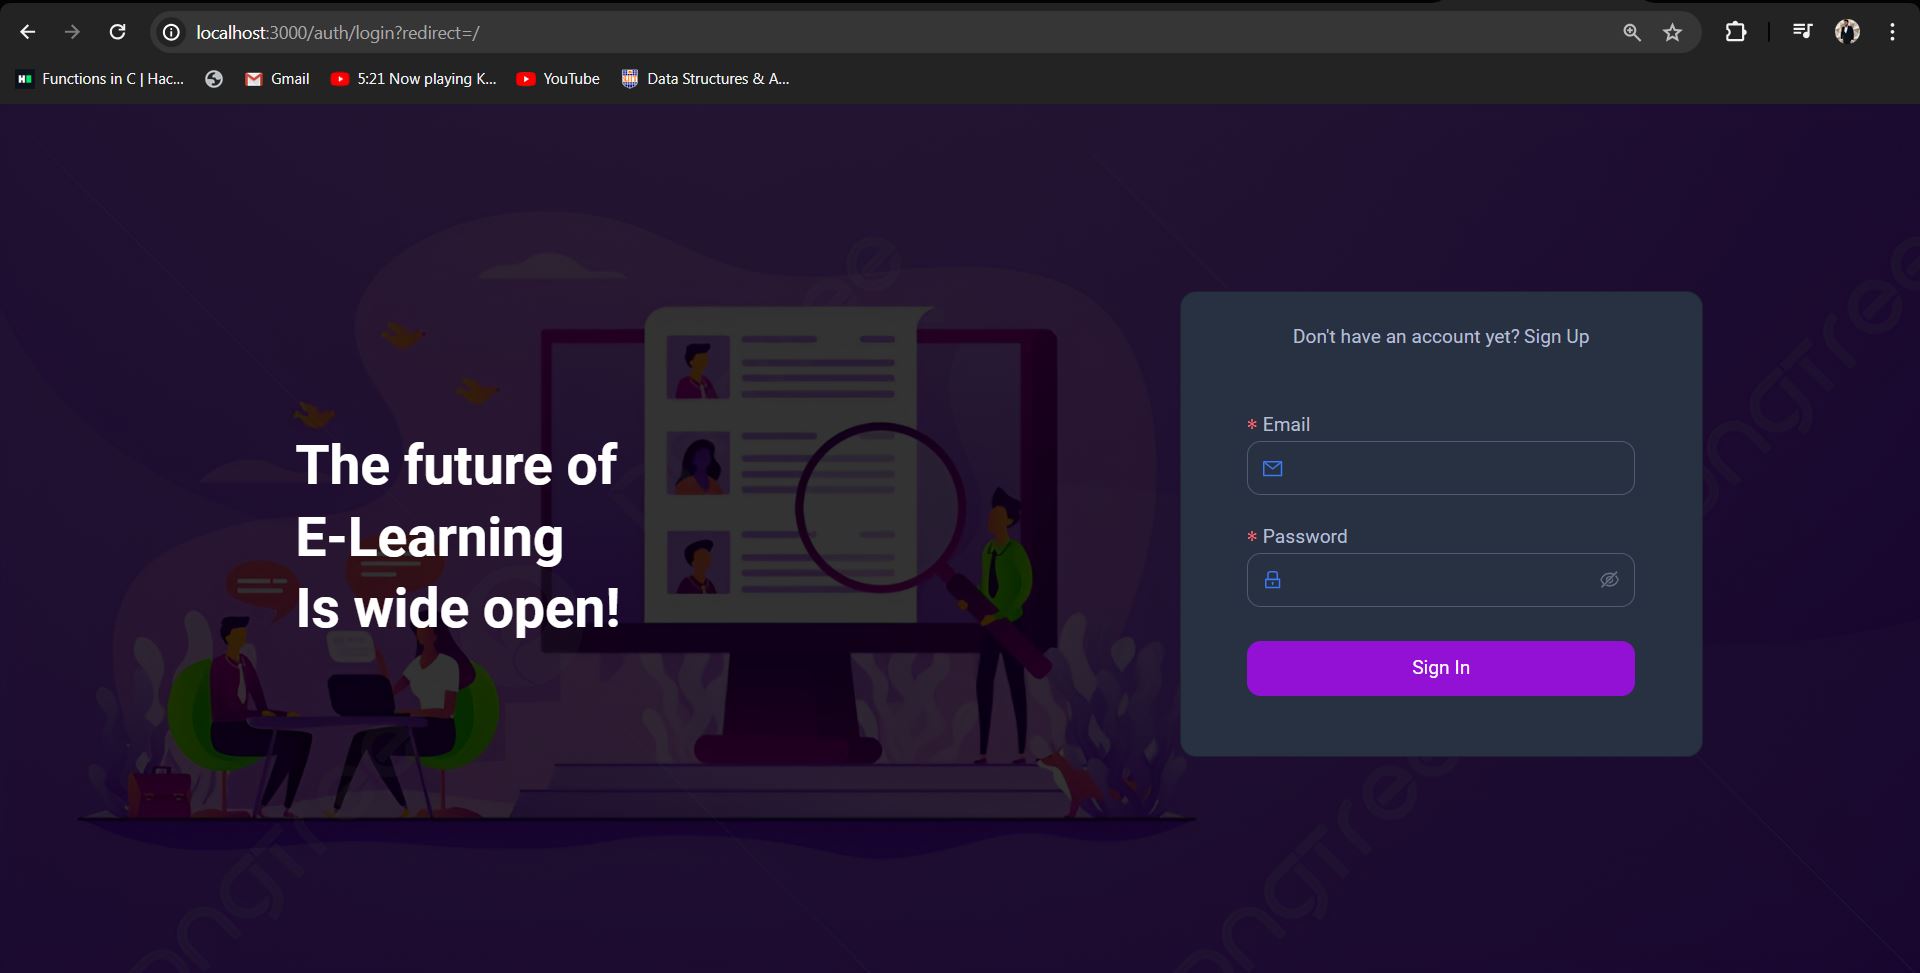 localhost:3000/auth/login?redirect=/
Functions in C | Hac...
Gmail
5:21 Now playing K...
YouTube
Data Structures & A...
The future of
E-Learning
Is wide open!
Don't have an account yet? Sign Up
* Email
* Password
Sign In